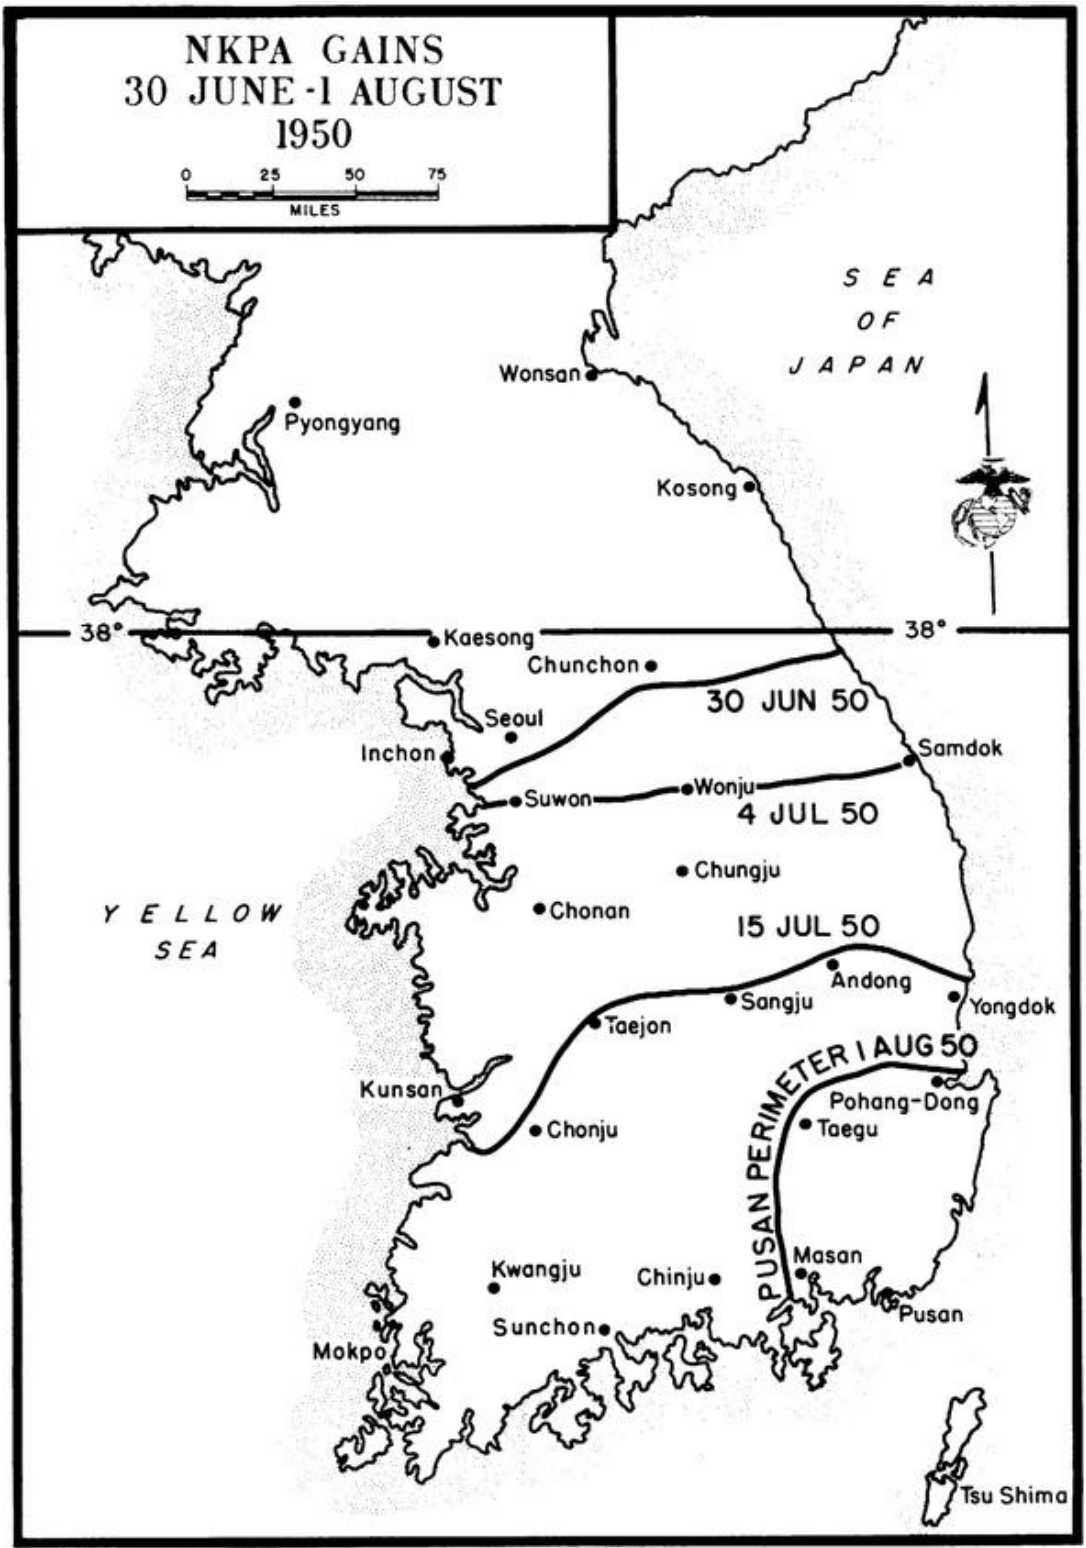 NKPA GAINS
30 JUNE -1 AUGUST
1950
0 25 50 75
MILES
SEA
OF
JAPAN
Wonsan
Pyongyang
Kosong
38°
38°
Kaesong
Chunchon
30 JUN 50
Seoul
Inchon
Samdok
Suwon
Wonju
4 JUL 50
Chungju
YELLOW
SEA
Chonan
15 JUL 50
Andong
Sangju
Yongdok
Taejon
PUSAN PERIMETER 1 AUG 50
Kunsan
Pohang-Dong
Chonju
Taegu
Masan
Kwangju
Chinju
Pusan
Sunchon
Mokpo
Tsu Shima